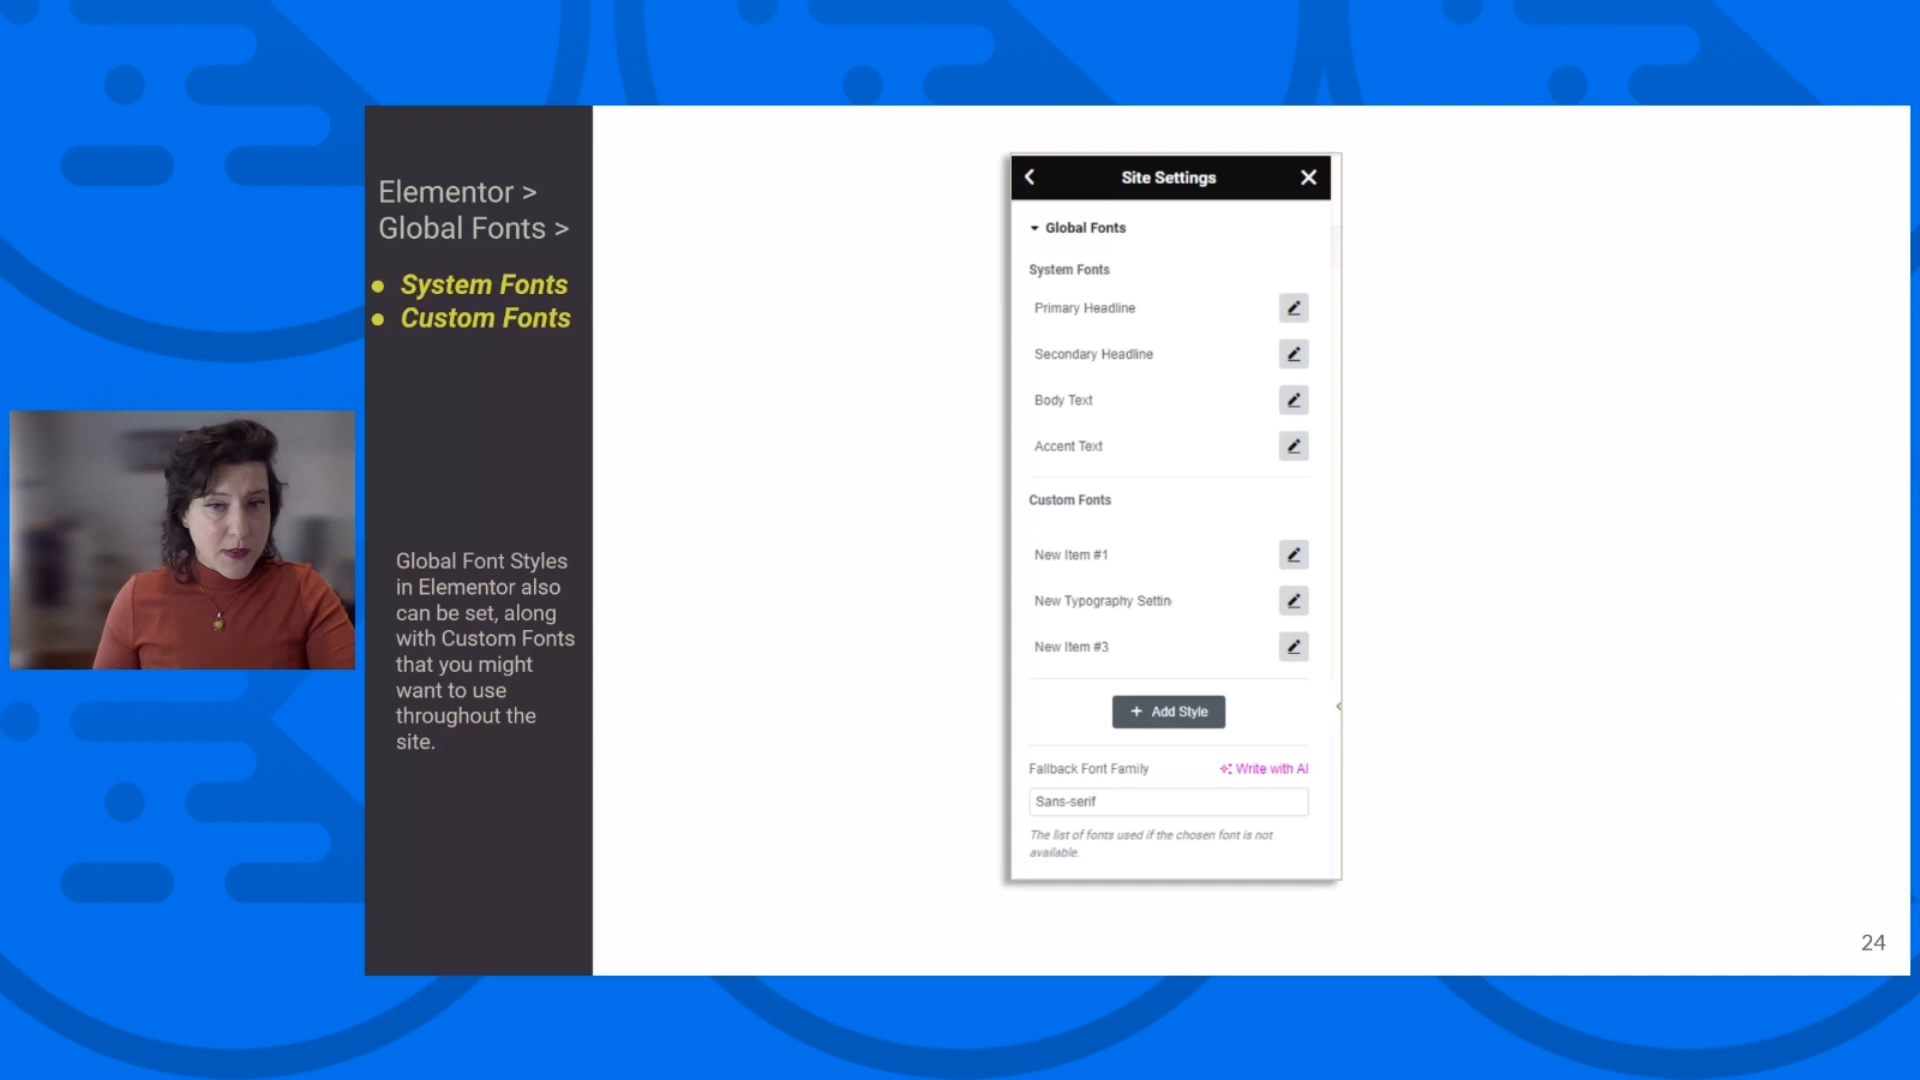 Elementor >
Global Fonts >
● System Fonts
● Custom Fonts
Global Font Styles
in Elementor also
can be set, along
with Custom Fonts
that you might
want to use
throughout the
site.
Site Settings
Global Fonts
System Fonts
Primary Headline
Secondary Headline
Body Text
Accent Text
Custom Fonts
New Item #1
New Typography Settin
New Item #3
+ Add Style
Fallback Font Family
Write with AI
Sans-serif
The list of fonts used if the chosen font is not
available.
24